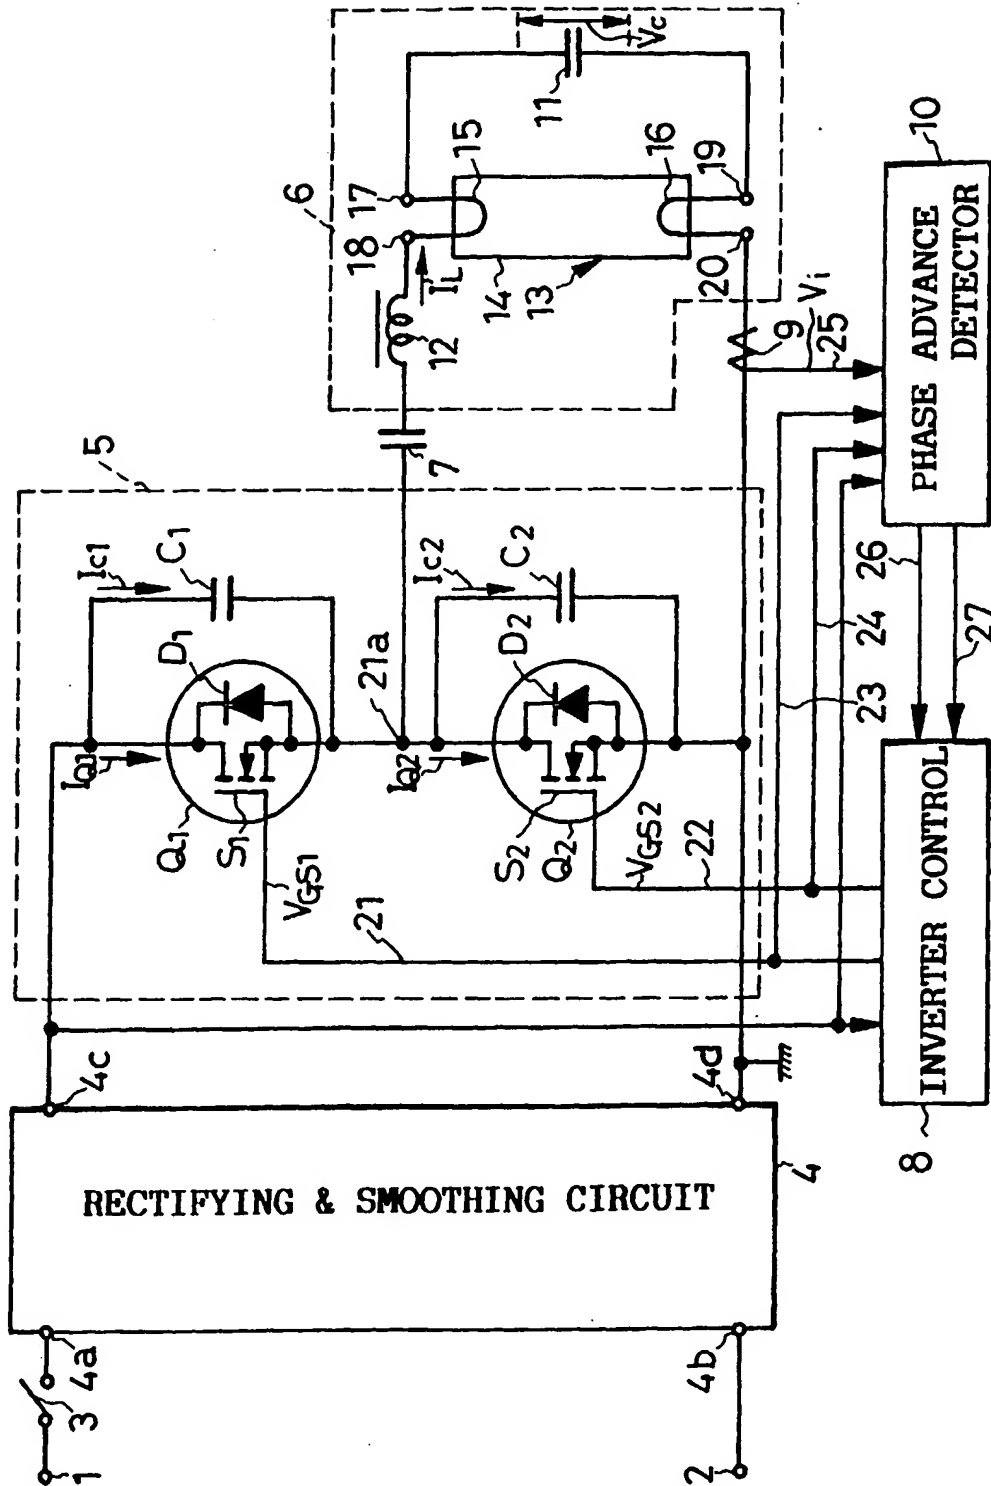 1
2
3
4a
4b
RECTIFYING & SMOOTHING CIRCUIT
4
4c
4d
5
IQ1
Ic1
Q1
S1
D1
C1
VGS1
21
21a
IQ2
Ic2
S2
Q2
D2
C2
VGS2
22
7
6
12
IL
18
17
14
13
15
16
20
19
11
Vc
9
Vi
25
23
24
26
27
8
INVERTER CONTROL
10
PHASE ADVANCE
DETECTOR